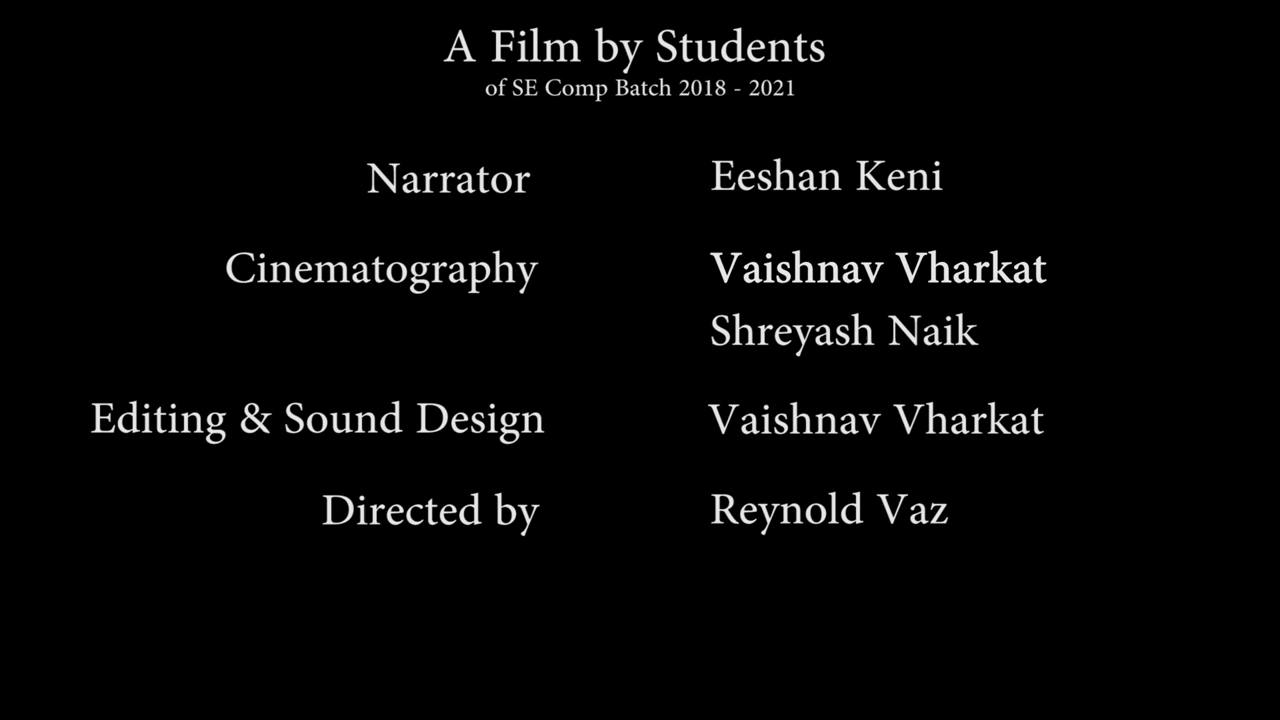 A Film by Students
of SE Comp Batch 2018 - 2021
Narrator Eeshan Keni
Cinematography Vaishnav Vharkat
Shreyash Naik
Editing & Sound Design Vaishnav Vharkat
Directed by Reynold Vaz